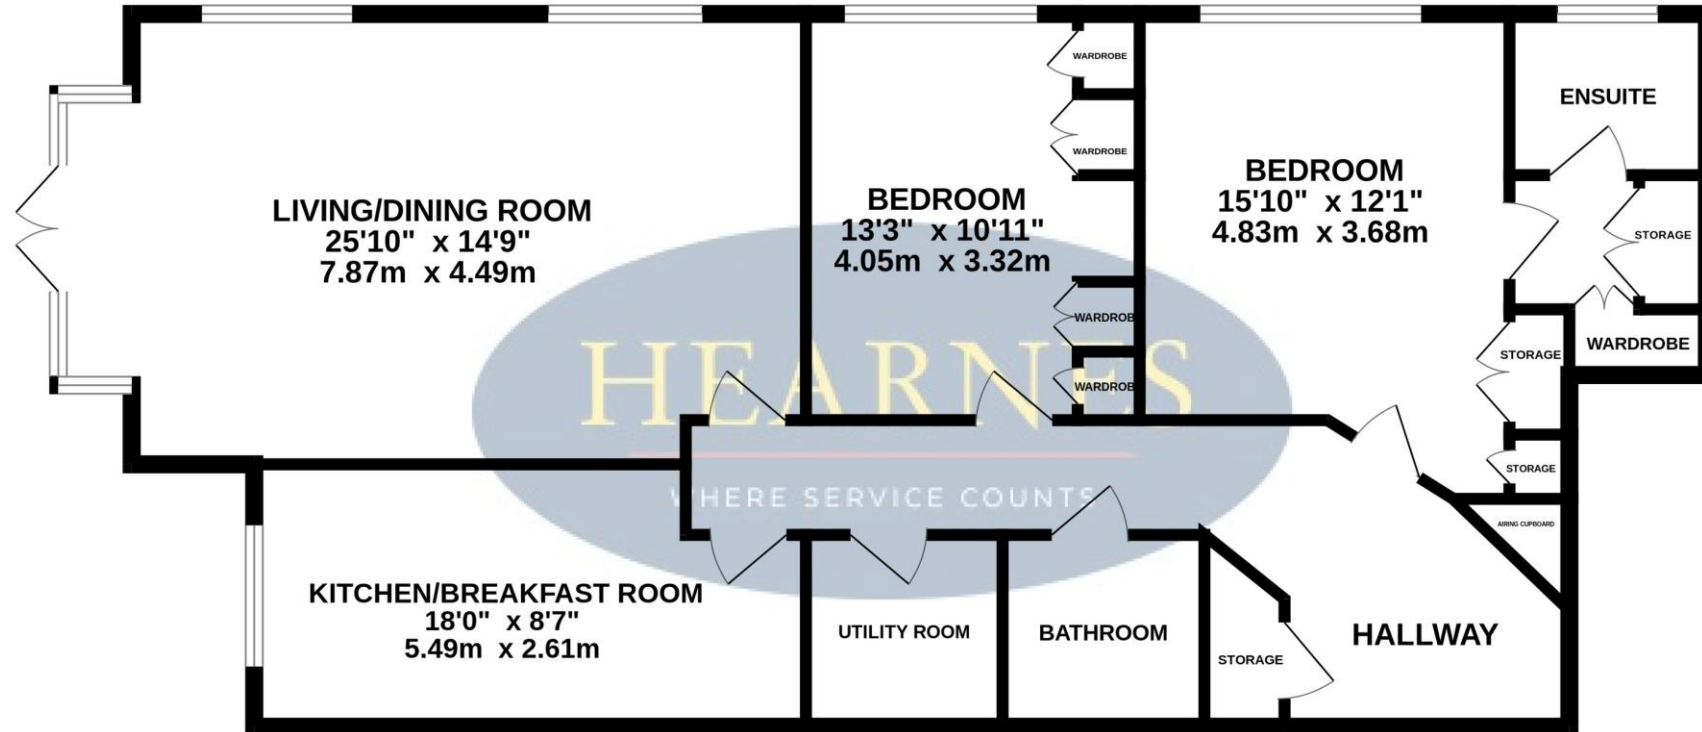 LIVING/DINING ROOM
25'10" x 14'9"
7.87m x 4.49m
BEDROOM
13'3" x 10'11"
4.05m x 3.32m
WARDROBE
WARDROBE
WARDROBE
WARDROBE
BEDROOM
15'10" x 12'1"
4.83m x 3.68m
ENSUITE
STORAGE
WARDROBE
STORAGE
STORAGE
AIRING CUPBOARD
HEARNES
WHERE SERVICE COUNTS
KITCHEN/BREAKFAST ROOM
18'0" x 8'7"
5.49m x 2.61m
UTILITY ROOM
BATHROOM
STORAGE
HALLWAY